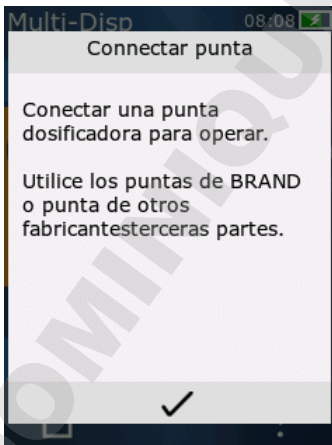 Multi-Disp 08:08
Connectar punta
Conectar una punta
dosificadora para operar.
Utilice los puntas de BRAND
o punta de otros
fabricantesterceras partes.
OMINIQU